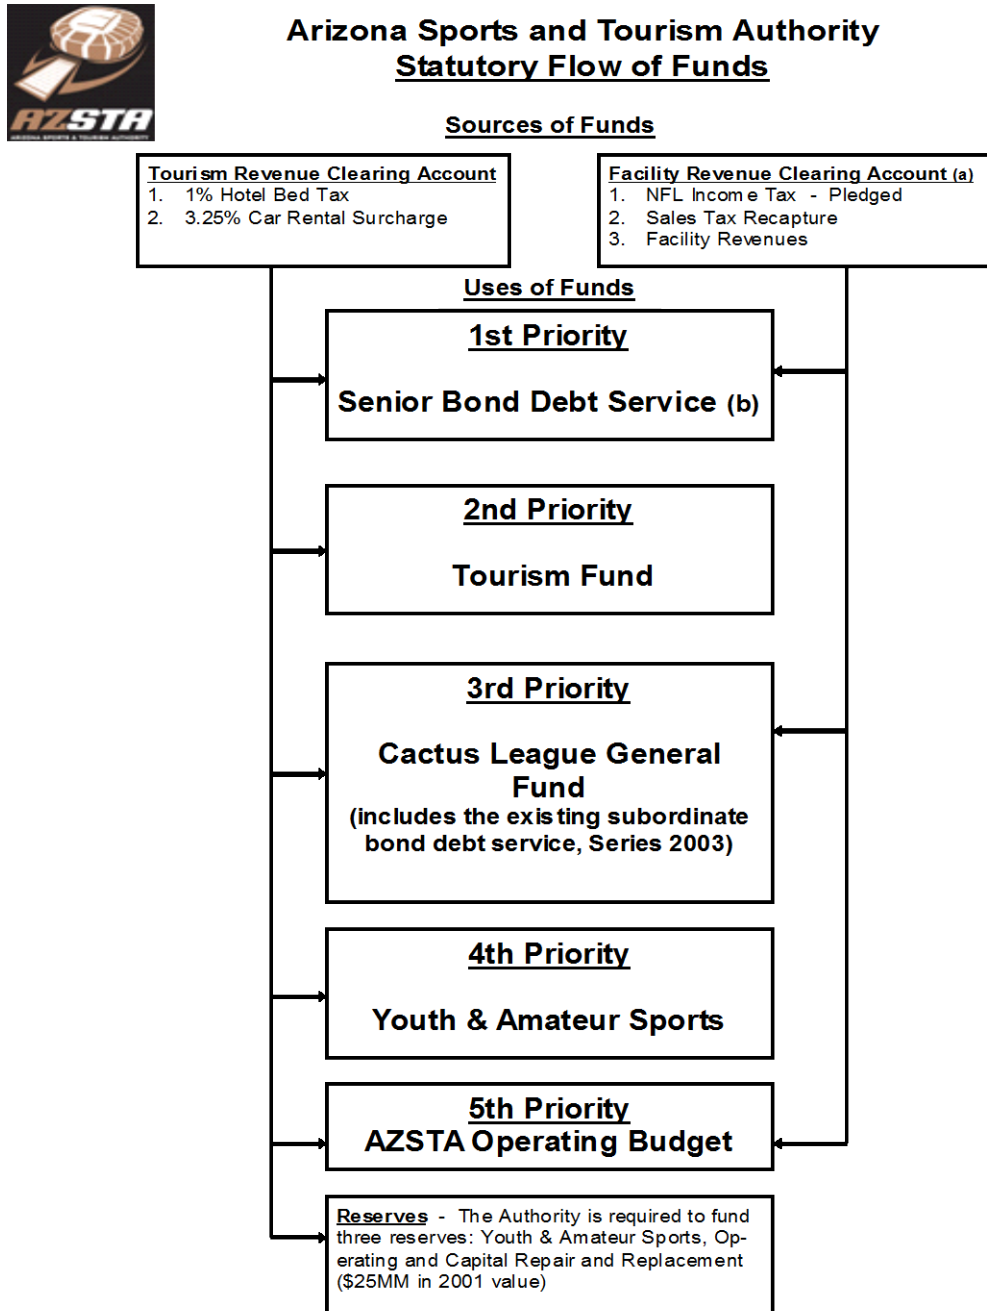 AZSTA
ARIZONA SPORTS & TOURISM AUTHORITY
Arizona Sports and Tourism Authority
Statutory Flow of Funds
Sources of Funds
Tourism Revenue Clearing Account
1. 1% Hotel Bed Tax
2. 3.25% Car Rental Surcharge
Facility Revenue Clearing Account (a)
1. NFL Income Tax - Pledged
2. Sales Tax Recapture
3. Facility Revenues
Uses of Funds
1st Priority
Senior Bond Debt Service (b)
2nd Priority
Tourism Fund
3rd Priority
Cactus League General
Fund
(includes the existing subordinate
bond debt service, Series 2003)
4th Priority
Youth & Amateur Sports
5th Priority
AZSTA Operating Budget
Reserves - The Authority is required to fund
three reserves: Youth & Amateur Sports, Op-
erating and Capital Repair and Replacement
($25MM in 2001 value)